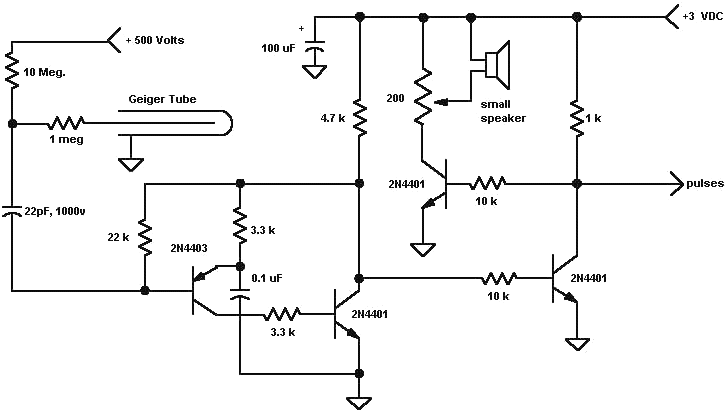 + 500 Volts
+
+3 VDC
100 uF
10 Meg.
Geiger Tube
200
small
speaker
4.7 k
1 k
1 meg
2N4401
10 k
pulses
22pF, 1000v
22 k
3.3 k
2N4403
0.1 uF
2N4401
10 k
2N4401
3.3 k